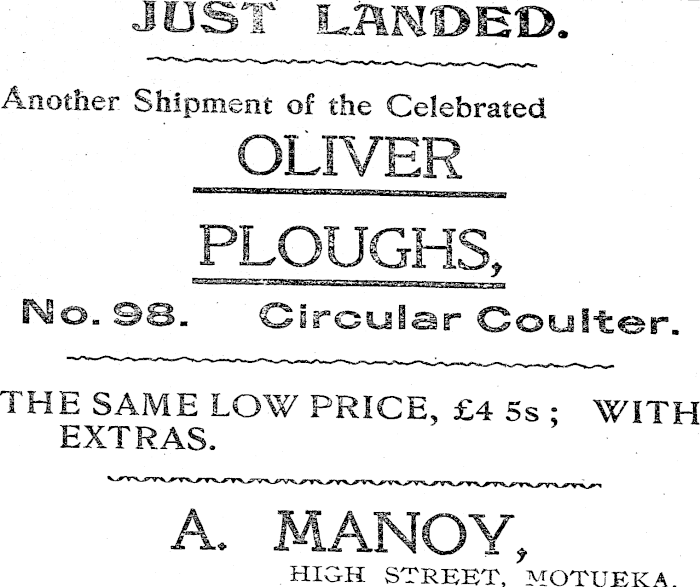 JUST LANDED.
Another Shipment of the Celebrated
OLIVER
PLOUGHS,
No. 98. Circular Coulter.
THE SAME LOW PRICE, £4 5s; WITH
EXTRAS.
A. MANOY,
HIGH STREET, MOTUEKA.